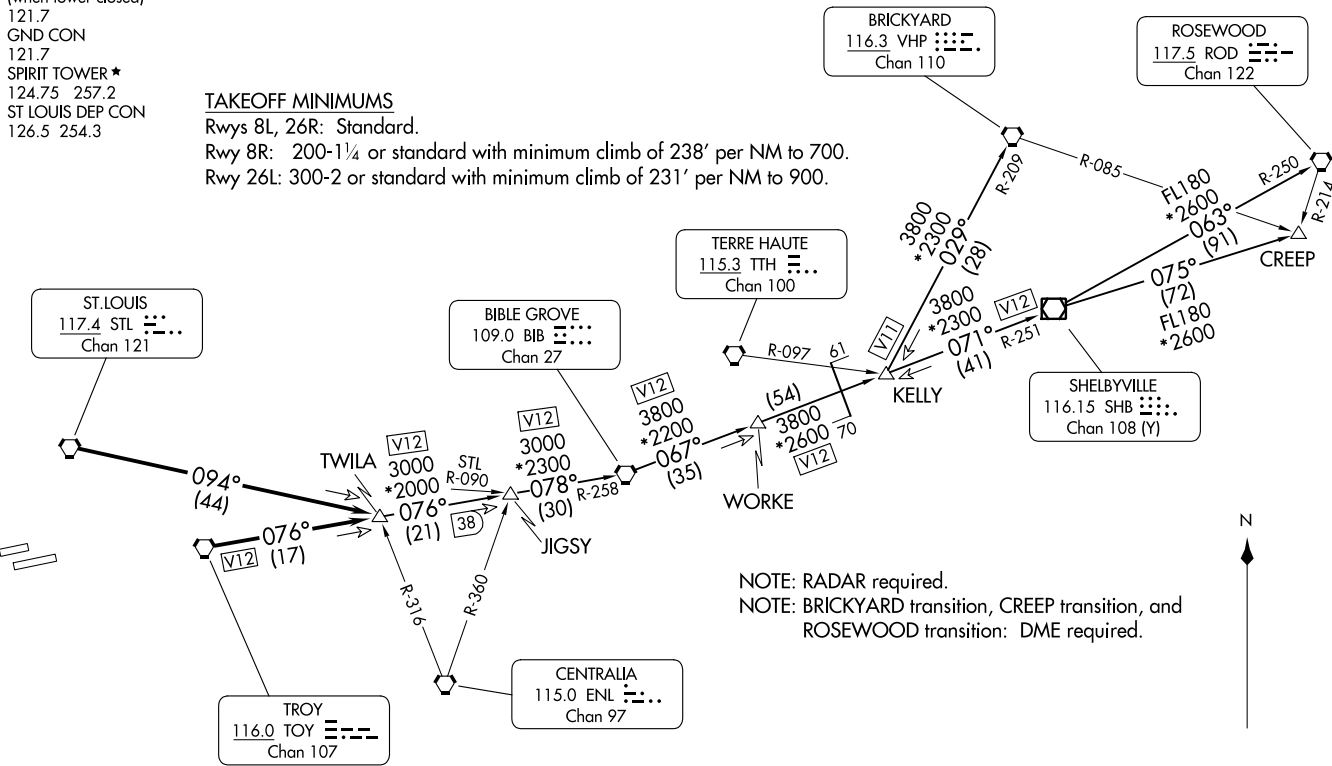 (when tower closed)
121.7
GND CON
121.7
SPIRIT TOWER★
124.75 257.2
ST LOUIS DEP CON
126.5 254.3
TAKEOFF MINIMUMS
Rwys 8L, 26R: Standard.
Rwy 8R: 200-1¼ or standard with minimum climb of 238' per NM to 700.
Rwy 26L: 300-2 or standard with minimum climb of 231' per NM to 900.
BRICKYARD
116.3 VHP
Chan 110
ROSEWOOD
117.5 ROD
Chan 122
R-209
R-085
R-250
R-214
FL180
*2600
063°
(91)
CREEP
075°
(72)
FL180
*2600
3800
*2300
029°
(28)
TERRE HAUTE
115.3 TTH
Chan 100
R-097
V11
3800
*2300
V12
071°
(41)
R-251
KELLY
SHELBYVILLE
116.15 SHB
Chan 108 (Y)
ST.LOUIS
117.4 STL
Chan 121
BIBLE GROVE
109.0 BIB
Chan 27
61
70
(54)
3800
*2600
V12
WORKE
V12
3800
*2200
067°
(35)
V12
3000
*2300
078°
(30)
R-258
JIGSY
TWILA
V12
3000
*2000
STL
R-090
076°
(21)
38
094°
(44)
076°
(17)
V12
R-316
R-360
TROY
116.0 TOY
Chan 107
CENTRALIA
115.0 ENL
Chan 97
NOTE: RADAR required.
NOTE: BRICKYARD transition, CREEP transition, and
ROSEWOOD transition: DME required.
N